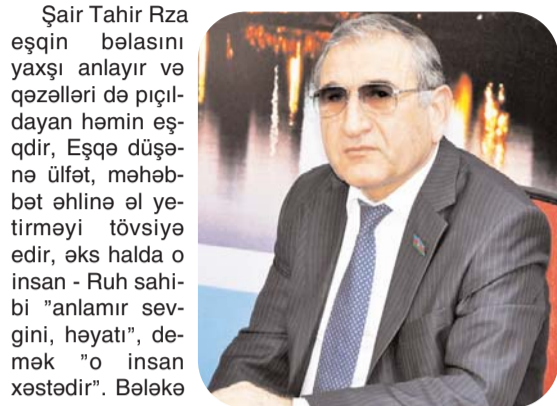 Şair Tahir Rza
eşqin bəlasını
yaxşı anlayır və
qəzəlləri də pıçıl-
dayan həmin eş-
qdir, Eşqə düşə-
nə ülfət, məhəb-
bət əhlinə əl ye-
tirməyi tövsiyə
edir, əks halda o
insan - Ruh sahi-
bi ”anlamır sev-
gini, həyatı”, de-
mək ”o insan
xəstədir”. Bələkə